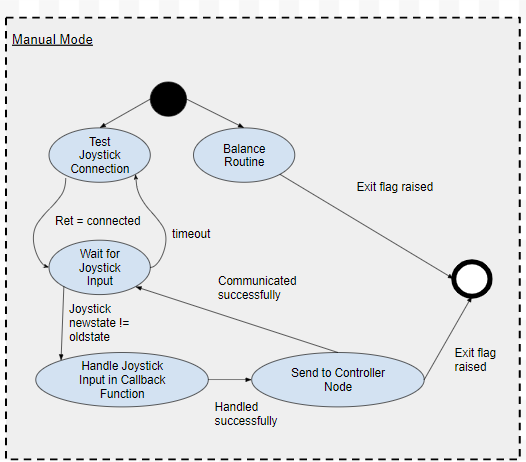 Manual Mode
Test
Joystick
Connection
Balance
Routine
Exit flag raised
Ret = connected
timeout
Wait for
Joystick
Input
Communicated
successfully
Joystick
newstate !=
oldstate
Handle Joystick
Input in Callback
Function
Send to Controller
Node
Exit flag
raised
Handled
successfully